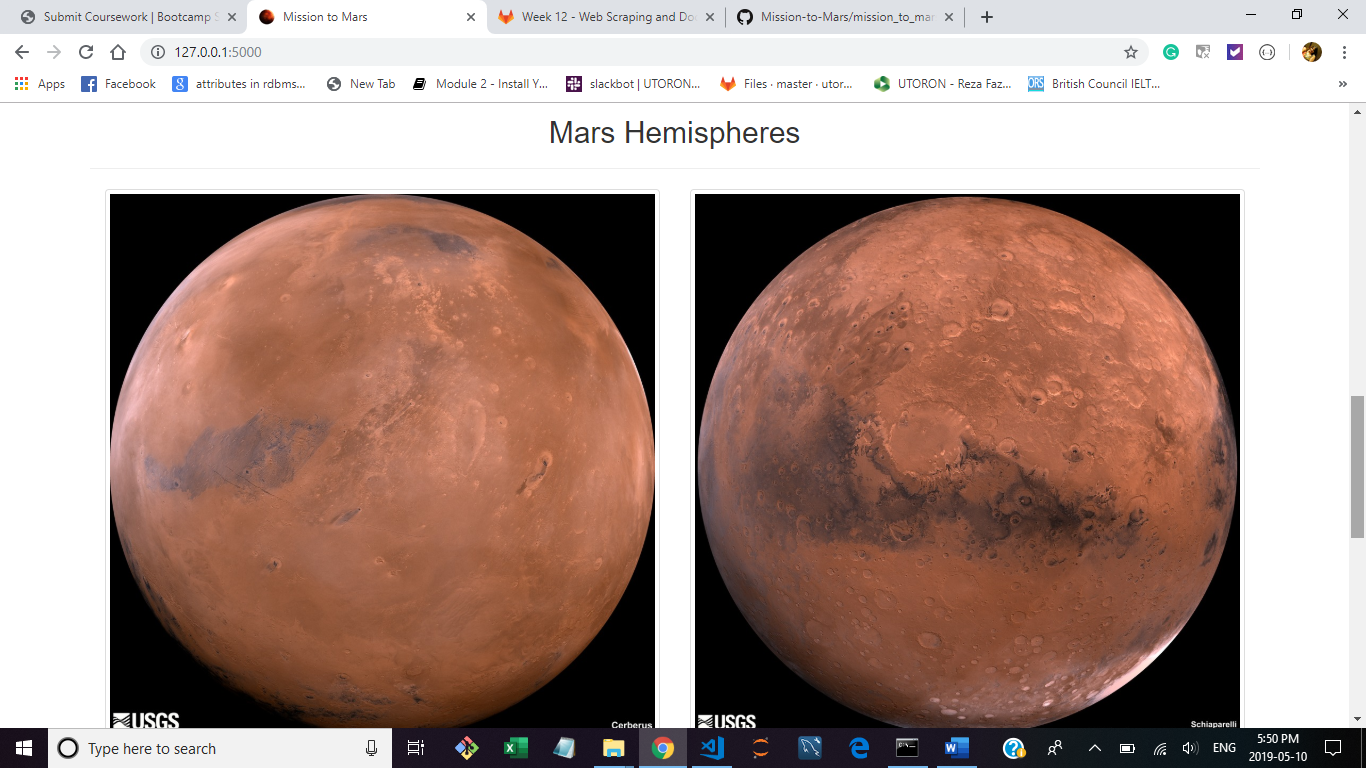 Submit Coursework | Bootcamp S
Mission to Mars
Week 12 - Web Scraping and Do
Mission-to-Mars/mission_to_mar
127.0.0.1:5000
Apps
Facebook
attributes in rdbms...
New Tab
Module 2 - Install Y...
slackbot | UTORON...
Files · master · utor...
UTORON - Reza Faz...
ORS
British Council IELT...
»
Mars Hemispheres
USGS
Cerberus
USGS
Schiaparelli
Type here to search
ENG
5:50 PM
2019-05-10